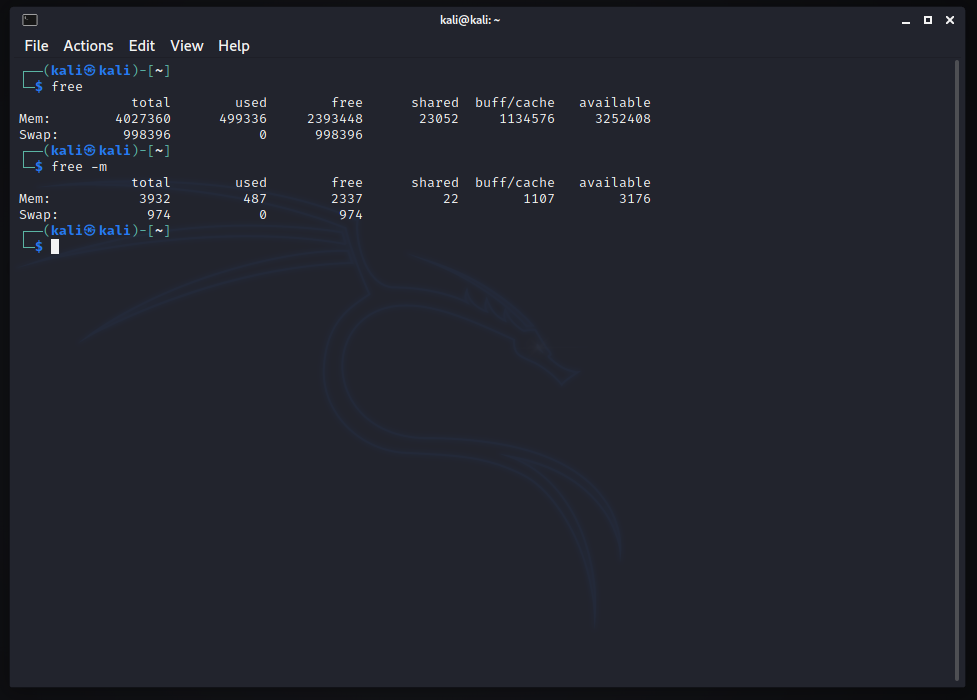 kali@kali: ~
File Actions Edit View Help
┌──(kali㉿kali)-[~]
└─$ free
              total        used        free      shared  buff/cache   available
Mem:        4027360      499336     2393448       23052     1134576     3252408
Swap:        998396           0      998396
┌──(kali㉿kali)-[~]
└─$ free -m
              total        used        free      shared  buff/cache   available
Mem:           3932         487        2337          22        1107        3176
Swap:           974           0         974
┌──(kali㉿kali)-[~]
└─$